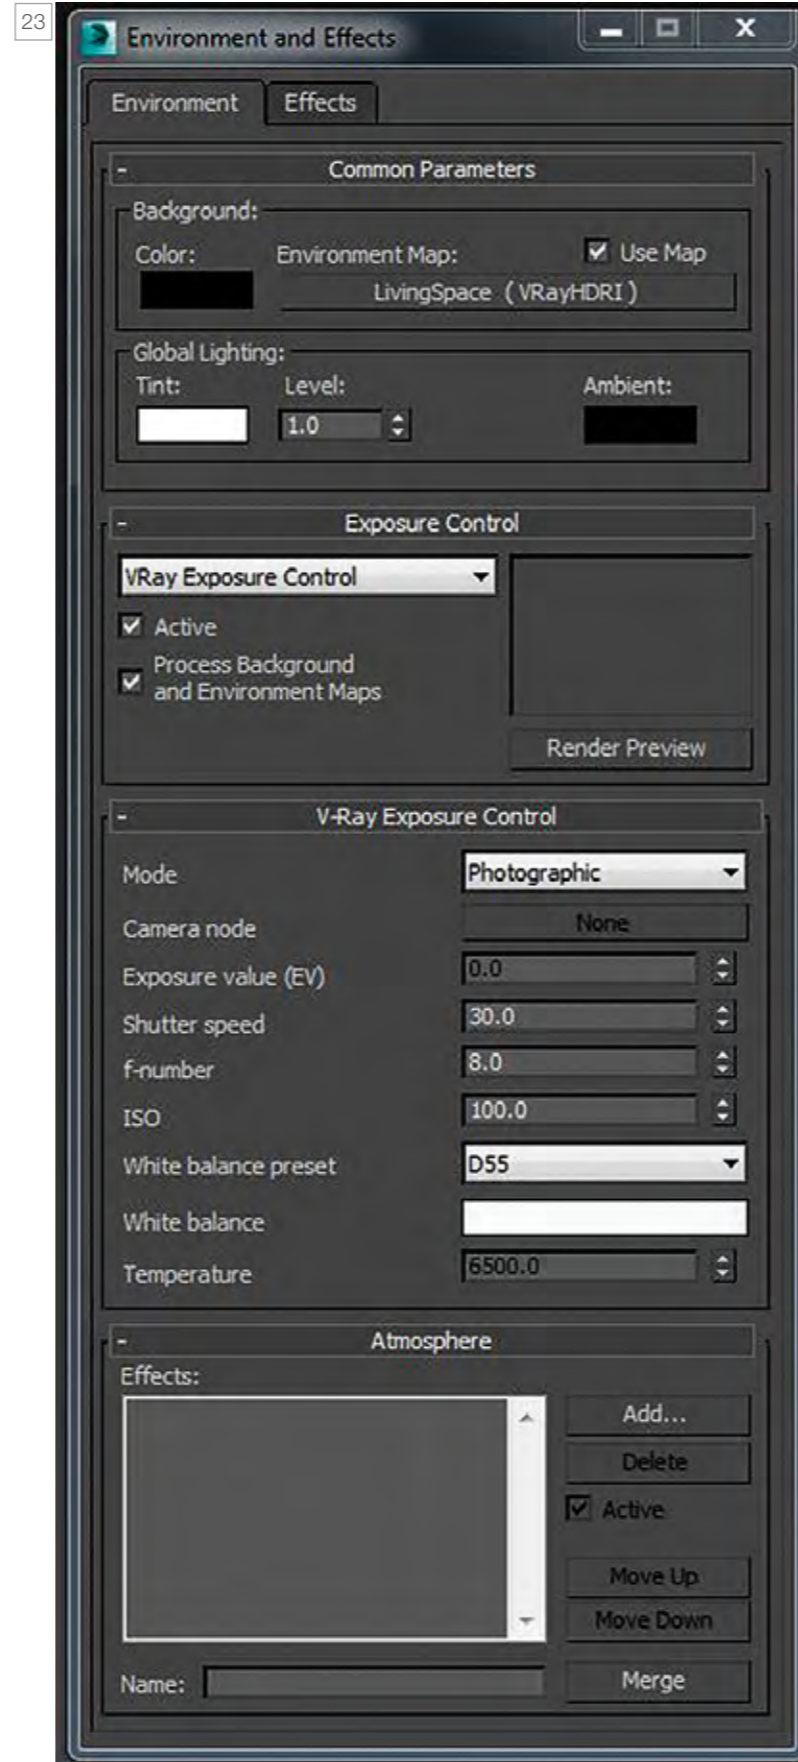 23
Environment and Effects
Environment Effects
- Common Parameters
Background:
Color: Environment Map: Use Map
LivingSpace (VRayHDRI)
Global Lighting:
Tint: Level: Ambient:
1.0
- Exposure Control
VRay Exposure Control
Active
Process Background
and Environment Maps
Render Preview
- V-Ray Exposure Control
Mode Photographic
Camera node None
Exposure value (EV) 0.0
Shutter speed 30.0
f-number 8.0
ISO 100.0
White balance preset D55
White balance
Temperature 6500.0
- Atmosphere
Effects:
Add...
Delete
Active
Move Up
Move Down
Name: Merge